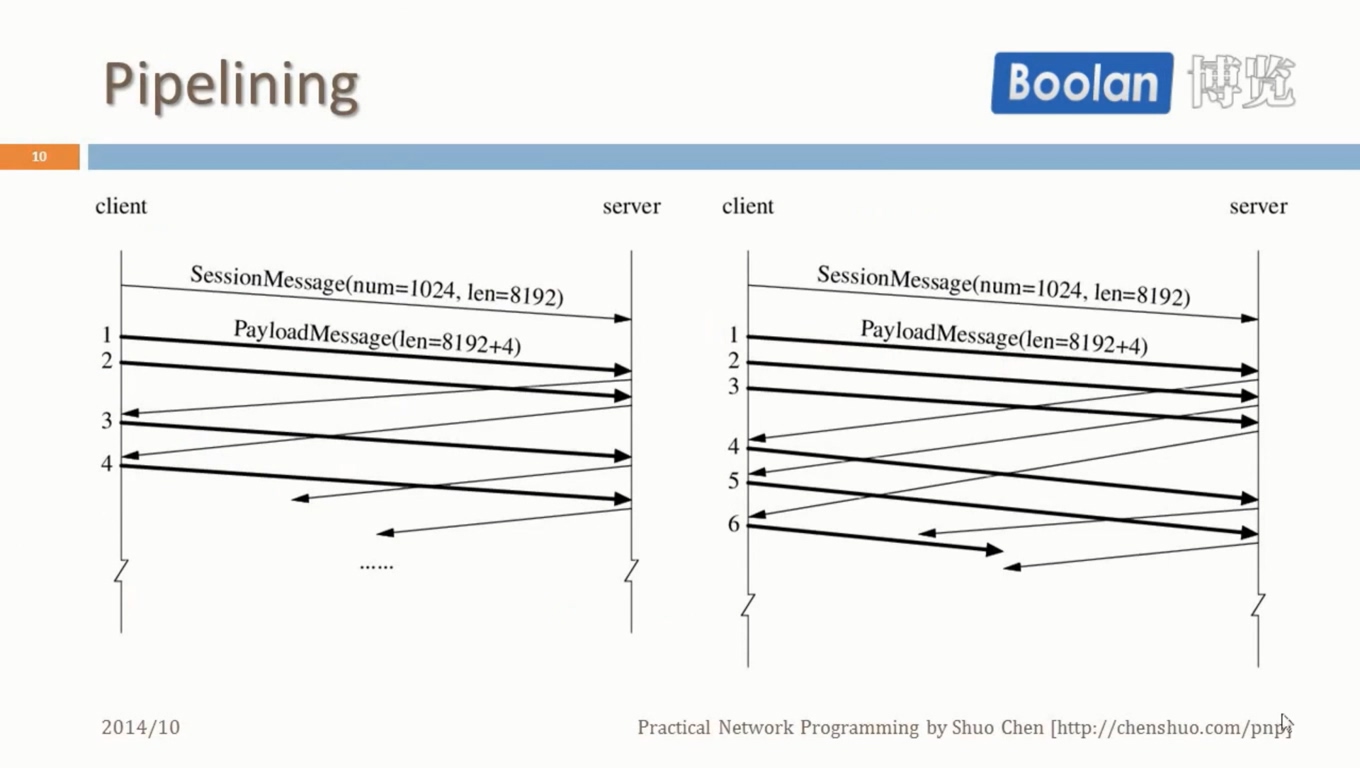 Pipelining
Boolan 博览
10
client
server
SessionMessage(num=1024, len=8192)
PayloadMessage(len=8192+4)
1
2
3
4
......
client
server
SessionMessage(num=1024, len=8192)
PayloadMessage(len=8192+4)
1
2
3
4
5
6
2014/10
Practical Network Programming by Shuo Chen [http://chenshuo.com/pnp]